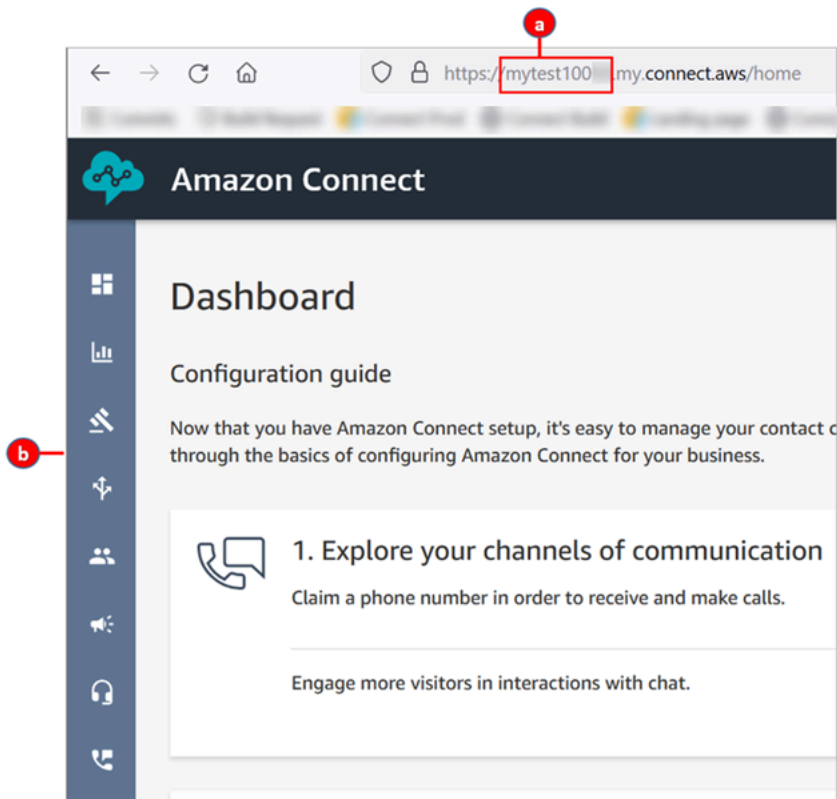 a
https://mytest100 .my.connect.aws/home
Amazon Connect
Dashboard
Configuration guide
Now that you have Amazon Connect setup, it's easy to manage your contact c
b
through the basics of configuring Amazon Connect for your business.
1. Explore your channels of communication
Claim a phone number in order to receive and make calls.
Engage more visitors in interactions with chat.